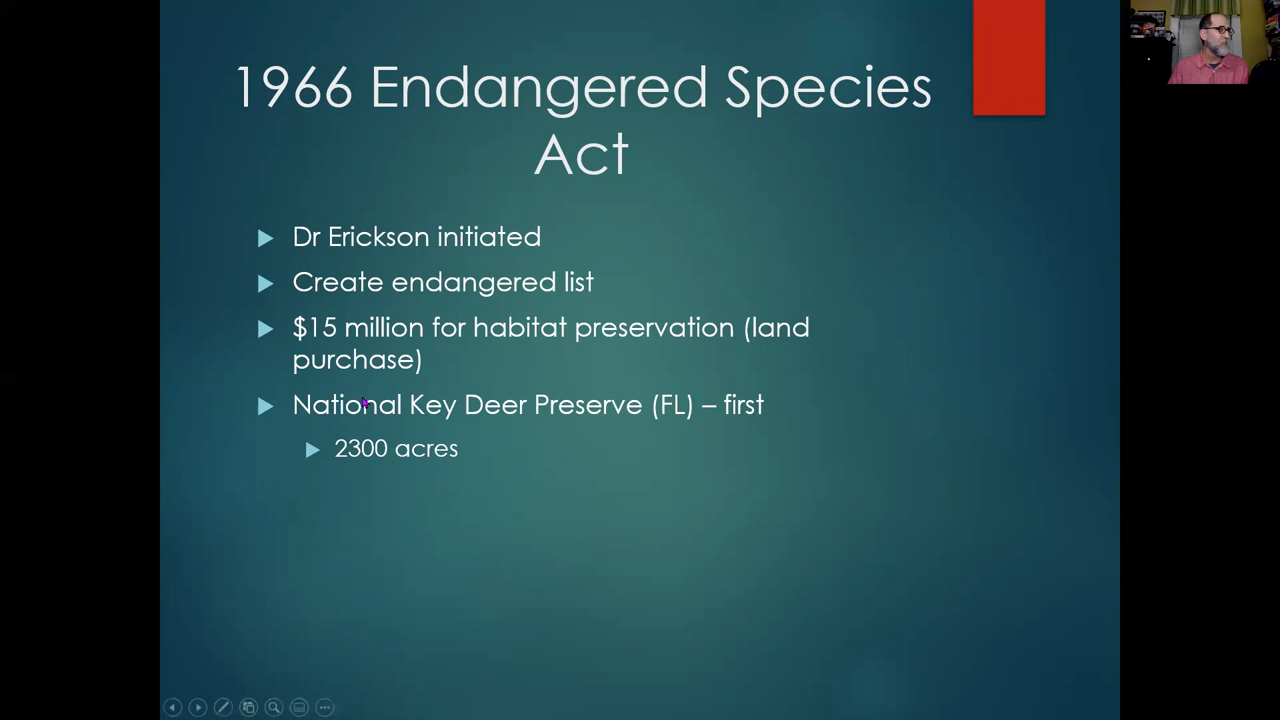 1966 Endangered Species
Act
Dr Erickson initiated
Create endangered list
$15 million for habitat preservation (land
purchase)
National Key Deer Preserve (FL) – first
2300 acres